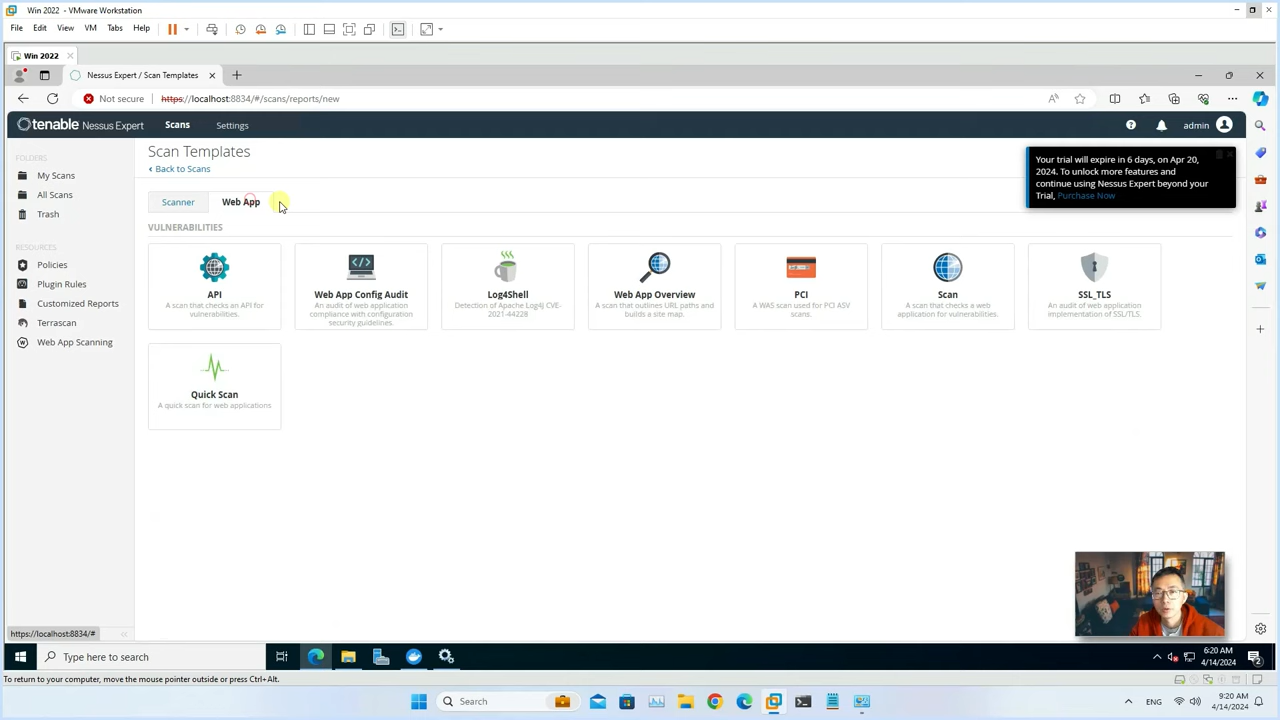 Win 2022 - VMware Workstation
File Edit View VM Tabs Help
Win 2022
Nessus Expert / Scan Templates
Not secure https://localhost:8834/#/scans/reports/new
tenable Nessus Expert Scans Settings admin
FOLDERS
My Scans
All Scans
Trash
RESOURCES
Policies
Plugin Rules
Customized Reports
Terrascan
Web App Scanning
Scan Templates
Back to Scans
Your trial will expire in 6 days, on Apr 20,
2024. To unlock more features and
continue using Nessus Expert beyond your
Trial, Purchase Now
Scanner Web App
VULNERABILITIES
API
A scan that checks an API for
vulnerabilities.
Web App Config Audit
An audit of web application
compliance with configuration
security guidelines.
Log4Shell
Detection of Apache Log4j CVE-
2021-44228
Web App Overview
A scan that outlines URL paths and
builds a site map.
PCI
A WAS scan used for PCI ASV
scans.
Scan
A scan that checks a web
application for vulnerabilities.
SSL_TLS
An audit of web application
implementation of SSL/TLS.
Quick Scan
A quick scan for web applications
https://localhost:8834/#
Type here to search
6:20 AM
4/14/2024
2
To return to your computer, move the mouse pointer outside or press Ctrl+Alt.
Search
ENG
9:20 AM
4/14/2024